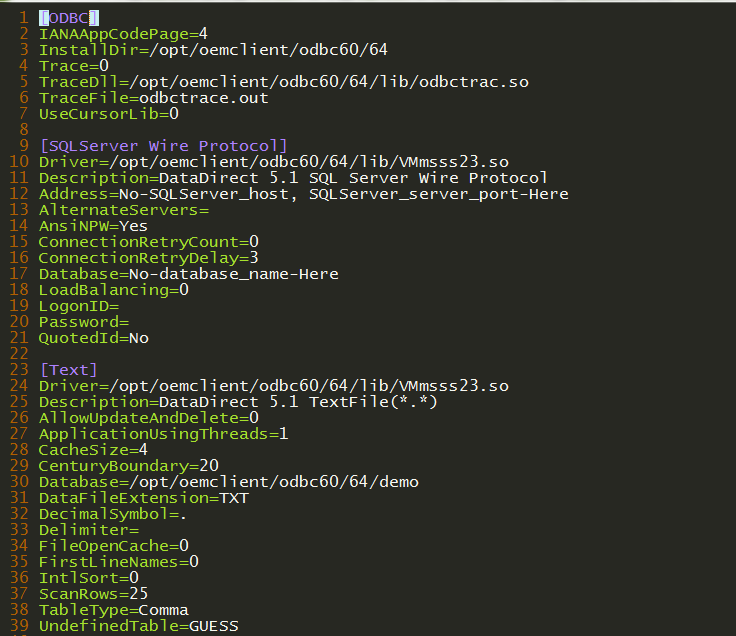 1 [ODBC]
2 IANAAppCodePage=4
3 InstallDir=/opt/oemclient/odbc60/64
4 Trace=0
5 TraceDll=/opt/oemclient/odbc60/64/lib/odbctrac.so
6 TraceFile=odbctrace.out
7 UseCursorLib=0
8
9 [SQLServer Wire Protocol]
10 Driver=/opt/oemclient/odbc60/64/lib/VMmsss23.so
11 Description=DataDirect 5.1 SQL Server Wire Protocol
12 Address=No-SQLServer_host, SQLServer_server_port-Here
13 AlternateServers=
14 AnsiNPW=Yes
15 ConnectionRetryCount=0
16 ConnectionRetryDelay=3
17 Database=No-database_name-Here
18 LoadBalancing=0
19 LogonID=
20 Password=
21 QuotedId=No
22
23 [Text]
24 Driver=/opt/oemclient/odbc60/64/lib/VMmsss23.so
25 Description=DataDirect 5.1 TextFile(*.*)
26 AllowUpdateAndDelete=0
27 ApplicationUsingThreads=1
28 CacheSize=4
29 CenturyBoundary=20
30 Database=/opt/oemclient/odbc60/64/demo
31 DataFileExtension=TXT
32 DecimalSymbol=.
33 Delimiter=
34 FileOpenCache=0
35 FirstLineNames=0
36 IntlSort=0
37 ScanRows=25
38 TableType=Comma
39 UndefinedTable=GUESS